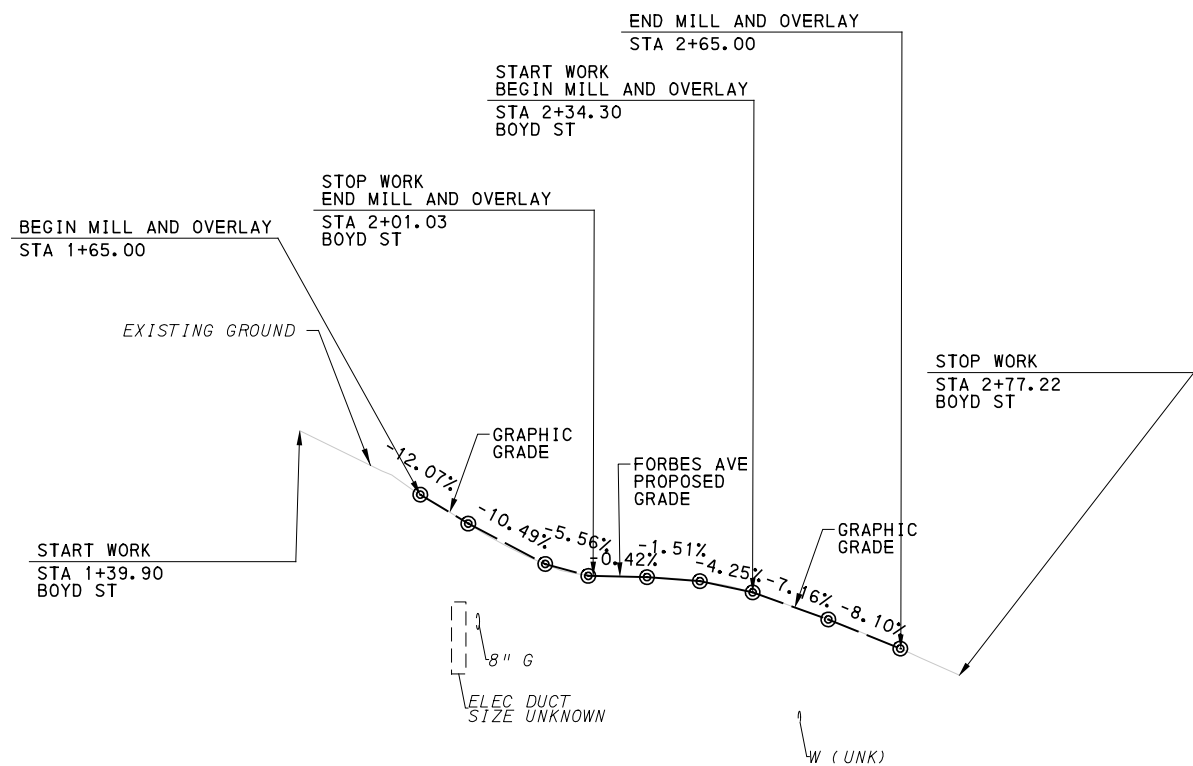 END MILL AND OVERLAY
STA 2+65.00
START WORK
BEGIN MILL AND OVERLAY
STA 2+34.30
BOYD ST
STOP WORK
END MILL AND OVERLAY
STA 2+01.03
BOYD ST
BEGIN MILL AND OVERLAY
STA 1+65.00
EXISTING GROUND
STOP WORK
STA 2+77.22
BOYD ST
-12.07%
GRAPHIC
GRADE
FORBES AVE
PROPOSED
GRADE
-10.49%
-5.56%
-0.42%
-1.51%
-4.25%
-7.16%
-8.10%
GRAPHIC
GRADE
START WORK
STA 1+39.90
BOYD ST
8" G
ELEC DUCT
SIZE UNKNOWN
W (UNK)